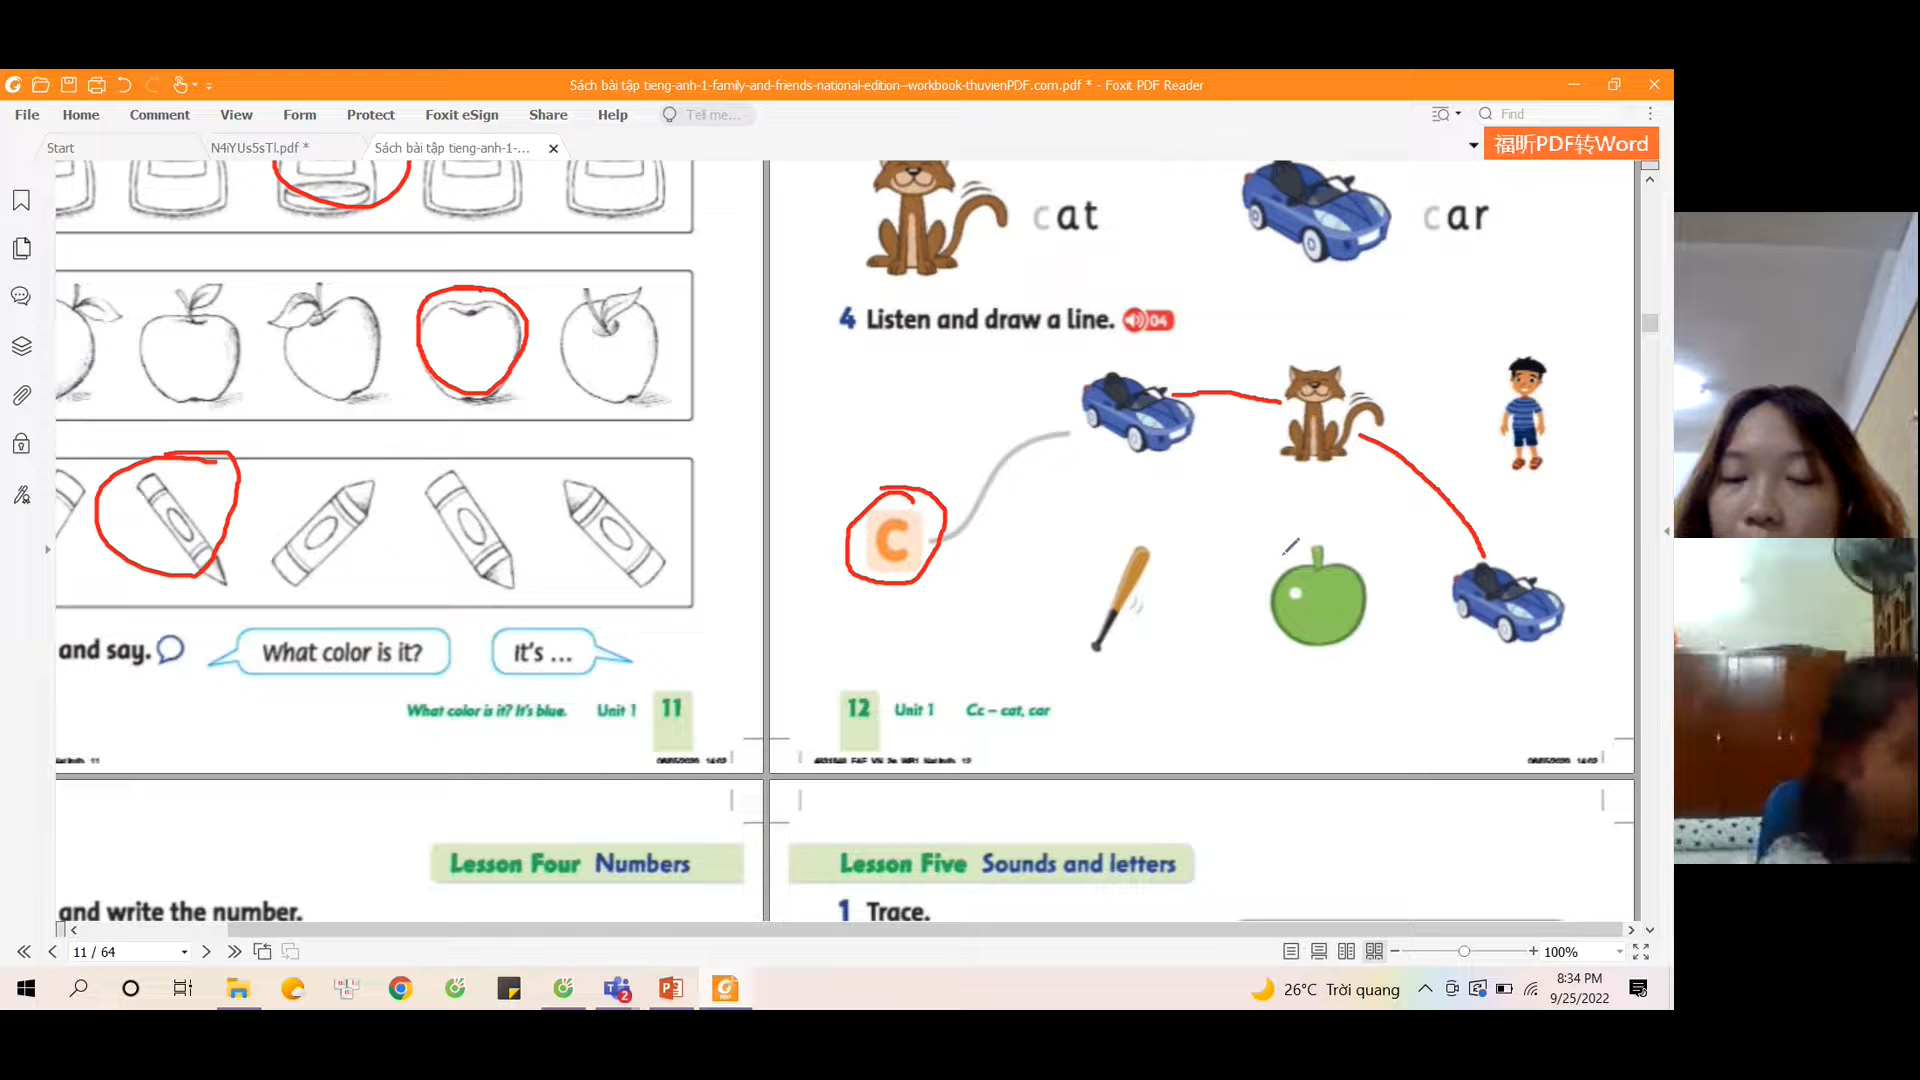 Sách bài tập tieng-anh-1-family-and-friends-national-edition–workbook-thuvienPDF.com.pdf * - Foxit PDF Reader
File Home Comment View Form Protect Foxit eSign Share Help Tell me... Find
Start N4iYUs5sTl.pdf * Sách bài tập tieng-anh-1-... 福昕PDF转Word
cat car
4 Listen and draw a line. 04
C
and say. What color is it? It's ...
What color is it? It's blue. Unit 1 11
12 Unit 1 Cc – cat, car
Lesson Four Numbers
and write the number.
Lesson Five Sounds and letters
1 Trace.
11 / 64 100%
26°C Trời quang 8:34 PM
9/25/2022